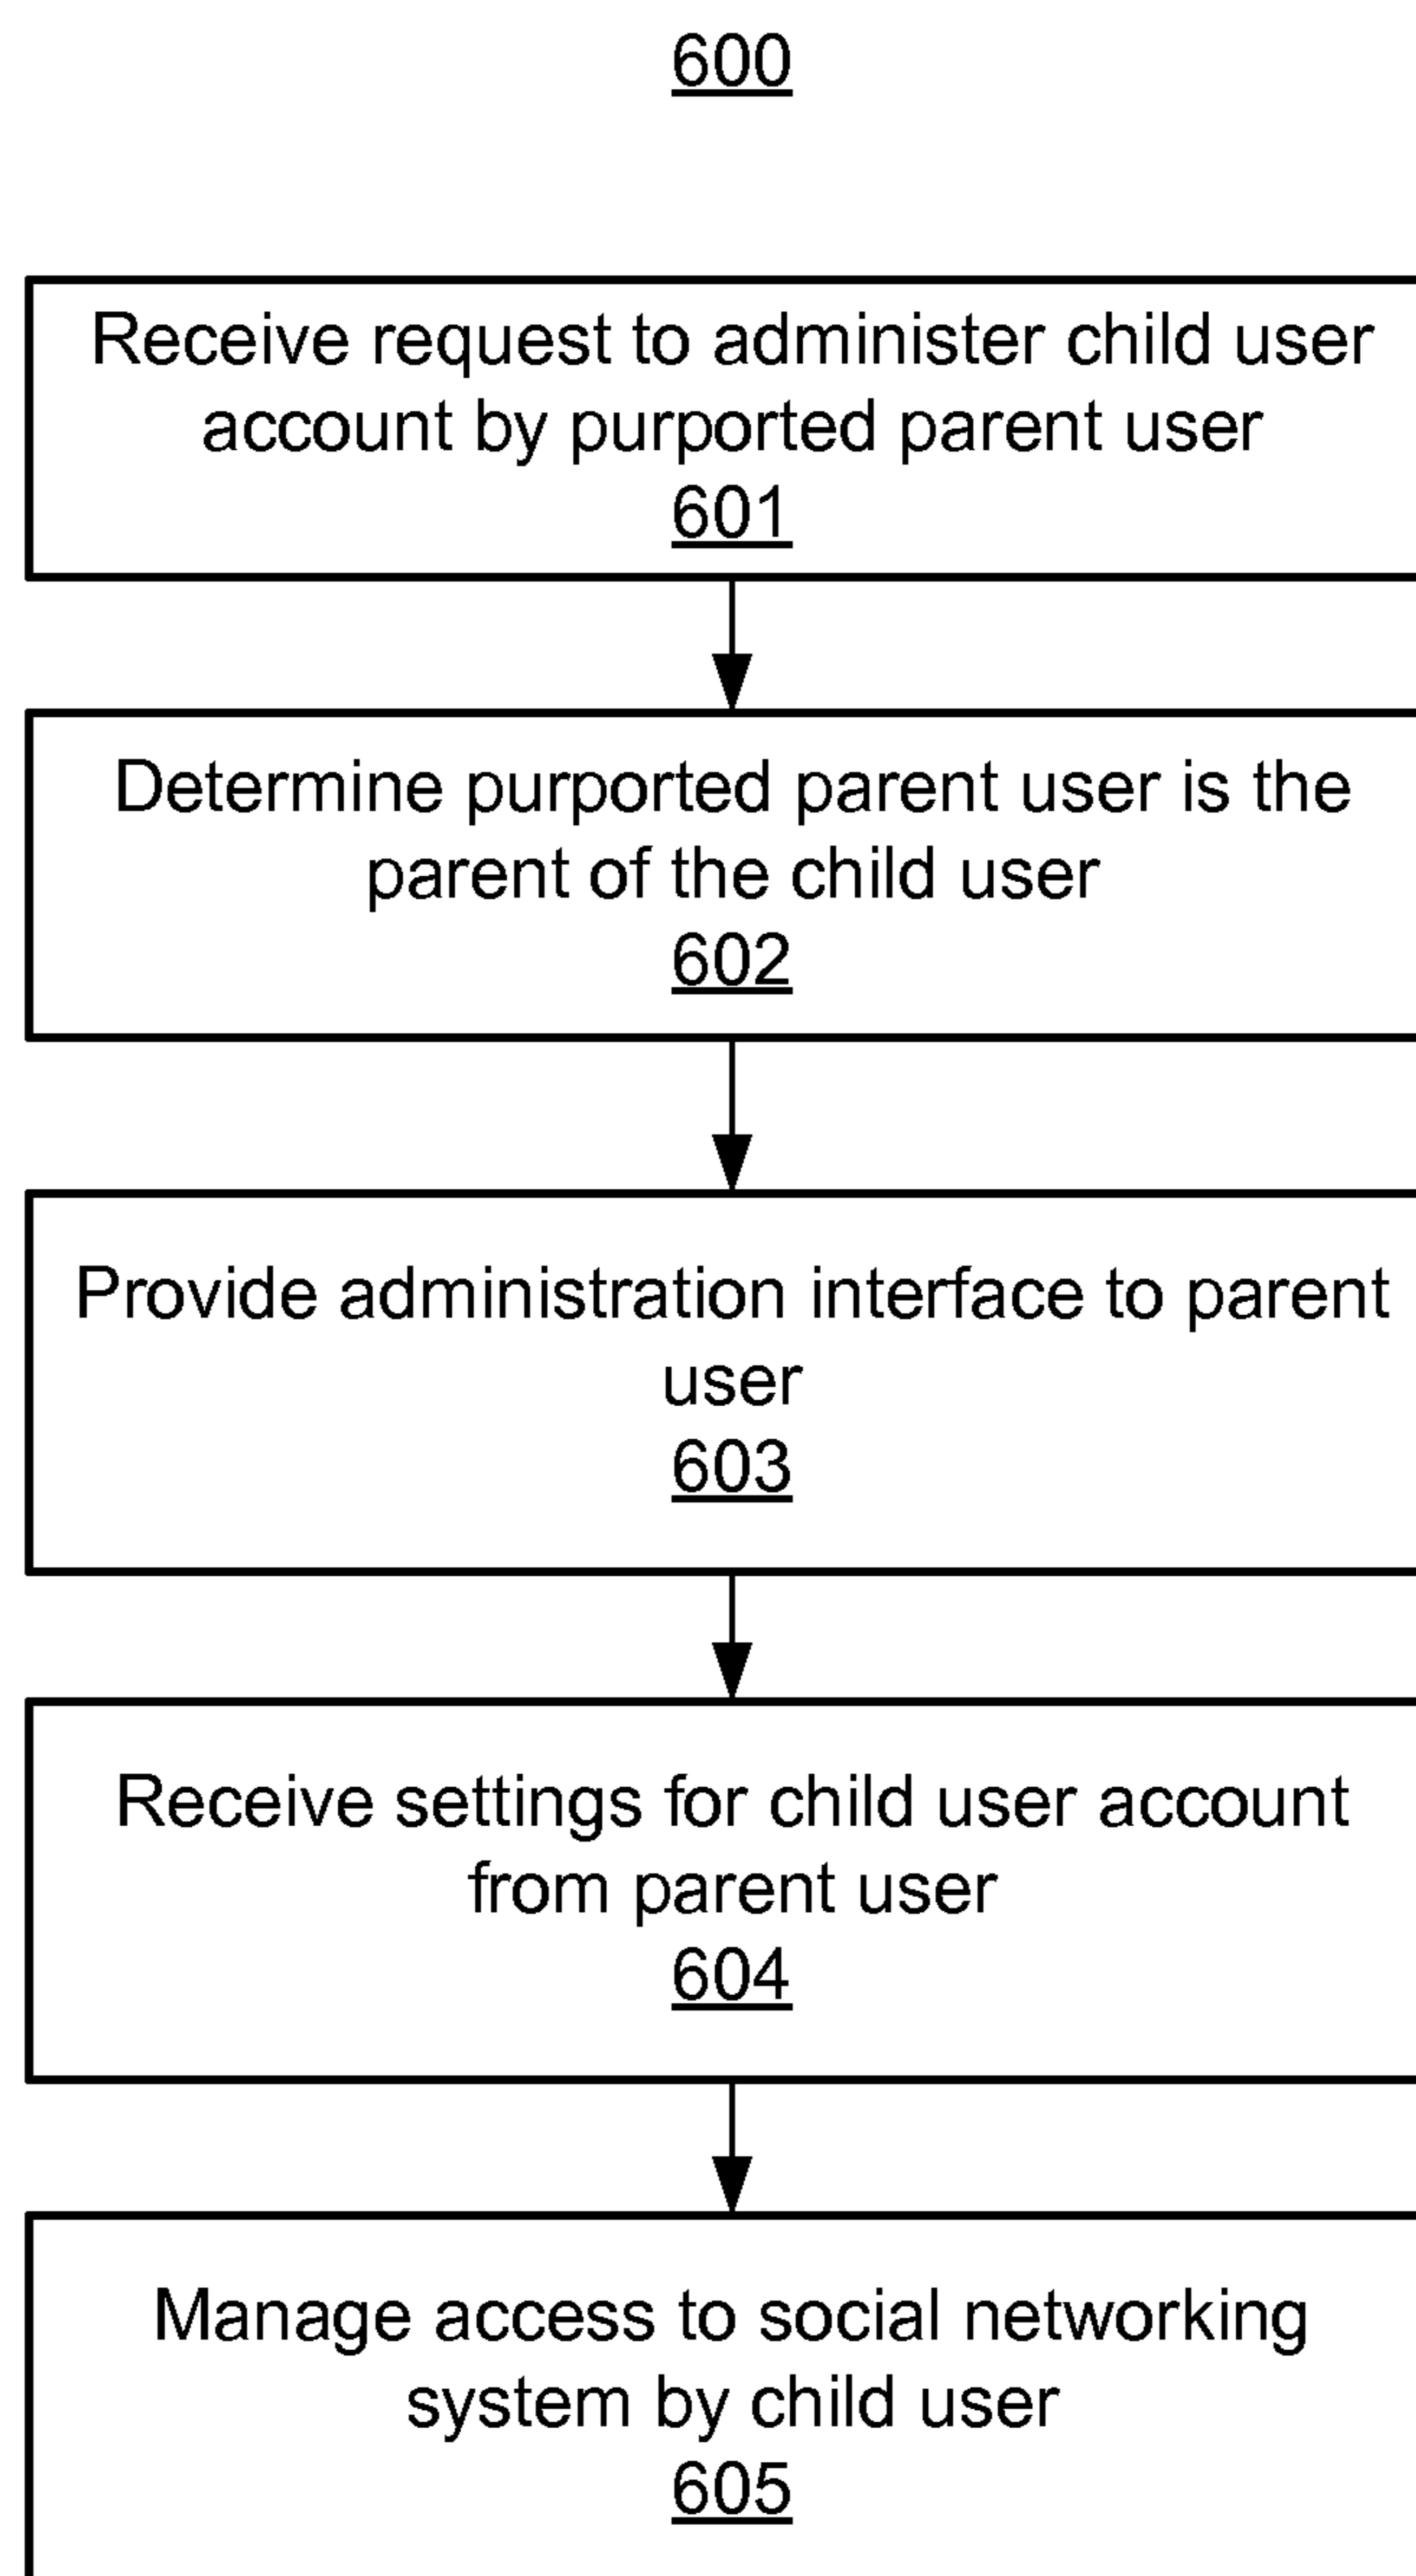 600
Receive request to administer child user
account by purported parent user
601
Determine purported parent user is the
parent of the child user
602
Provide administration interface to parent
user
603
Receive settings for child user account
from parent user
604
Manage access to social networking
system by child user
605